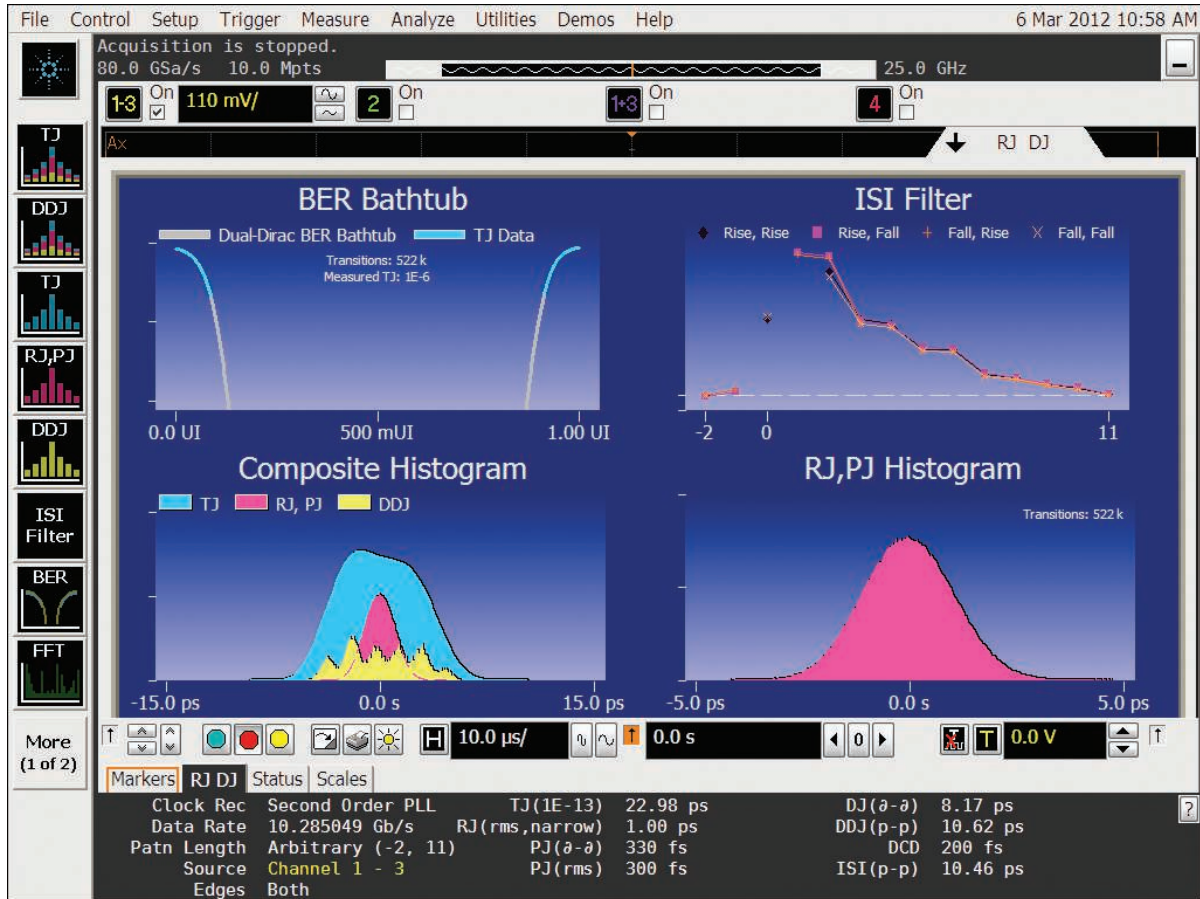 File Control Setup Trigger Measure Analyze Utilities Demos Help 6 Mar 2012 10:58 AM
Acquisition is stopped.
80.0 GSa/s 10.0 Mpts 25.0 GHz
1-3 On 110 mV/ 2 On 1+3 On 4 On
Ax RJ DJ
TJ
DDJ
TJ
RJ,PJ
DDJ
ISI
Filter
BER
FFT
More
(1 of 2)
BER Bathtub
Dual-Dirac BER Bathtub TJ Data
Transitions: 522 k
Measured TJ: 1E-6
0.0 UI 500 mUI 1.00 UI
ISI Filter
Rise, Rise Rise, Fall Fall, Rise Fall, Fall
-2 0 11
Composite Histogram
TJ RJ, PJ DDJ
-15.0 ps 0.0 s 15.0 ps
RJ,PJ Histogram
Transitions: 522 k
-5.0 ps 0.0 s 5.0 ps
H 10.0 µs/ 0.0 s 0 T 0.0 V
Markers RJ DJ Status Scales
Clock Rec Second Order PLL TJ(1E-13) 22.98 ps DJ(∂-∂) 8.17 ps
Data Rate 10.285049 Gb/s RJ(rms,narrow) 1.00 ps DDJ(p-p) 10.62 ps
Patn Length Arbitrary (-2, 11) PJ(∂-∂) 330 fs DCD 200 fs
Source Channel 1 - 3 PJ(rms) 300 fs ISI(p-p) 10.46 ps
Edges Both
?